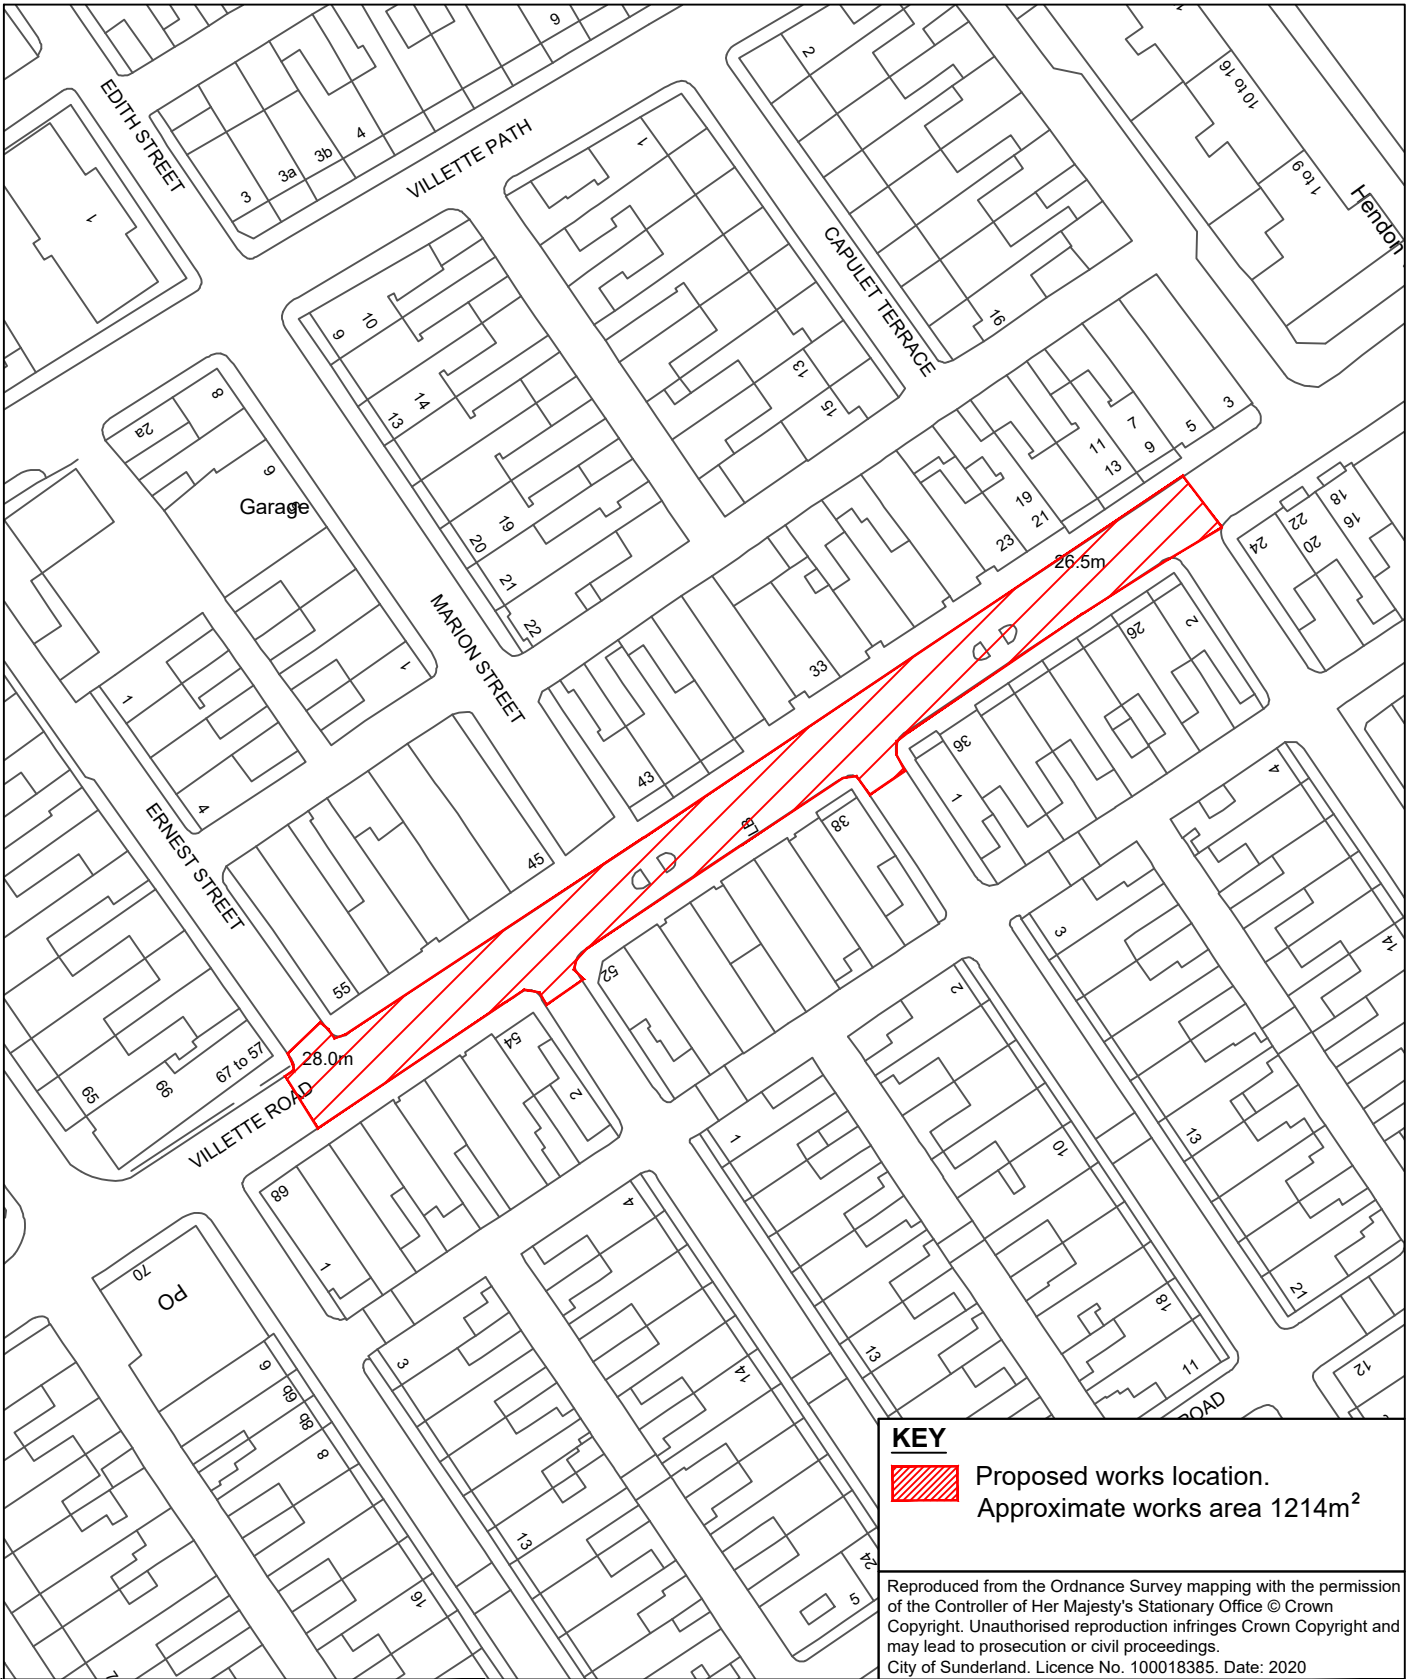 EDITH STREET
3
3a
3b
4
9
VILLETTE PATH
1
2
10 to 16
1 to 9
Hendon
1
CAPULET TERRACE
16
9
10
13
14
19
20
21
22
13
15
8
2a
9
Garage
1
MARION STREET
1
4
ERNEST STREET
3
5
7
9
11
13
19
21
23
26.5m
33
43
45
55
18
16
22
20
24
2
26
36
1
LB
38
52
54
2
28.0m
67 to 57
66
65
VILLETTE ROAD
68
1
70
PO
4
14
3
2
13
21
10
1
18
11
12
4
3
14
13
13
16
24
5
6
6b
8b
8
7
ROAD
KEY
Proposed works location.
Approximate works area 1214m²
Reproduced from the Ordnance Survey mapping with the permission
of the Controller of Her Majesty's Stationary Office © Crown
Copyright. Unauthorised reproduction infringes Crown Copyright and
may lead to prosecution or civil proceedings.
City of Sunderland. Licence No. 100018385. Date: 2020